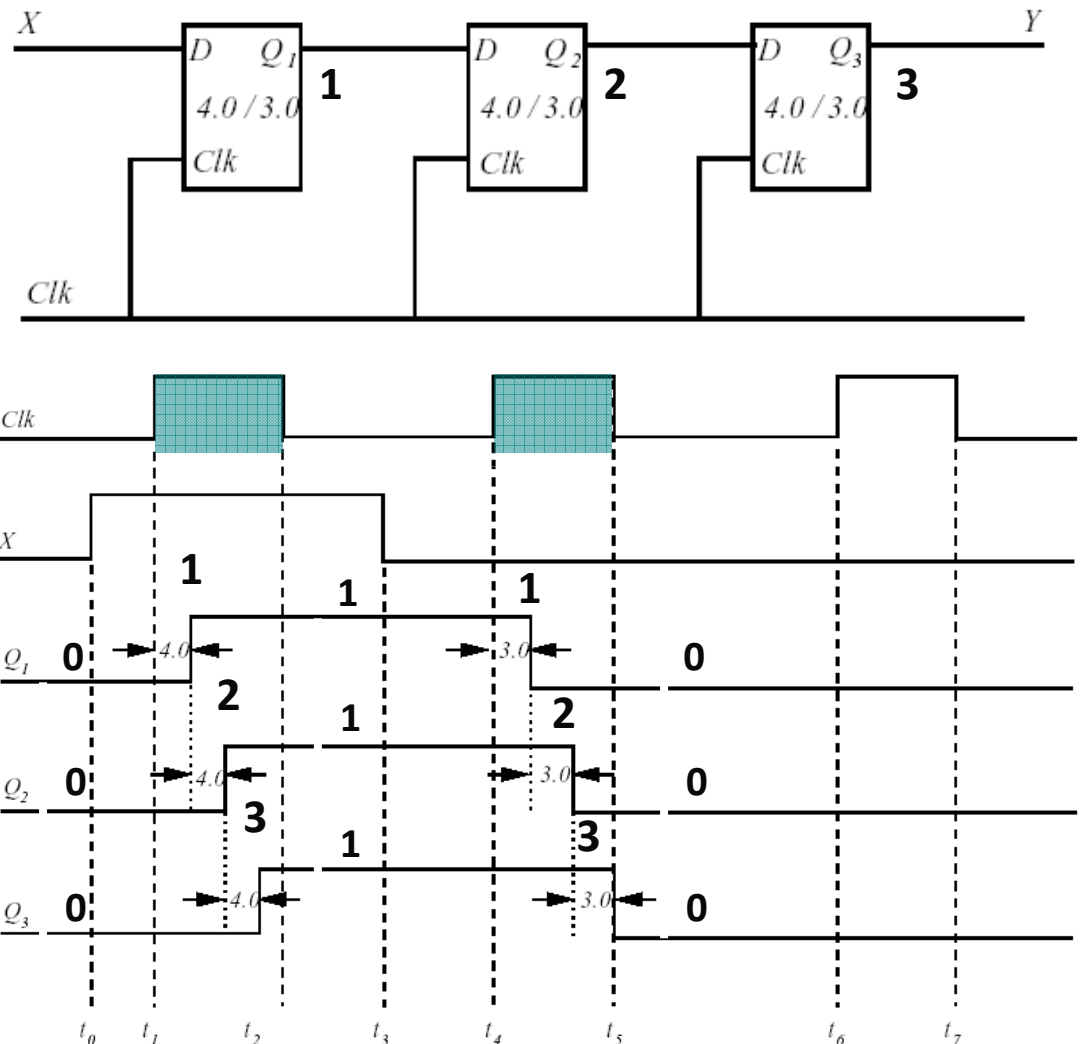 X Y
D Q1 D Q2 D Q3
1 2 3
4.0 / 3.0 4.0 / 3.0 4.0 / 3.0
Clk Clk Clk
Clk
Clk
X
1 1 1
Q1 0 4.0 3.0 0
2 1 2
Q2 0 4.0 3.0 0
3 1 3
Q3 0 4.0 3.0 0
t0 t1 t2 t3 t4 t5 t6 t7